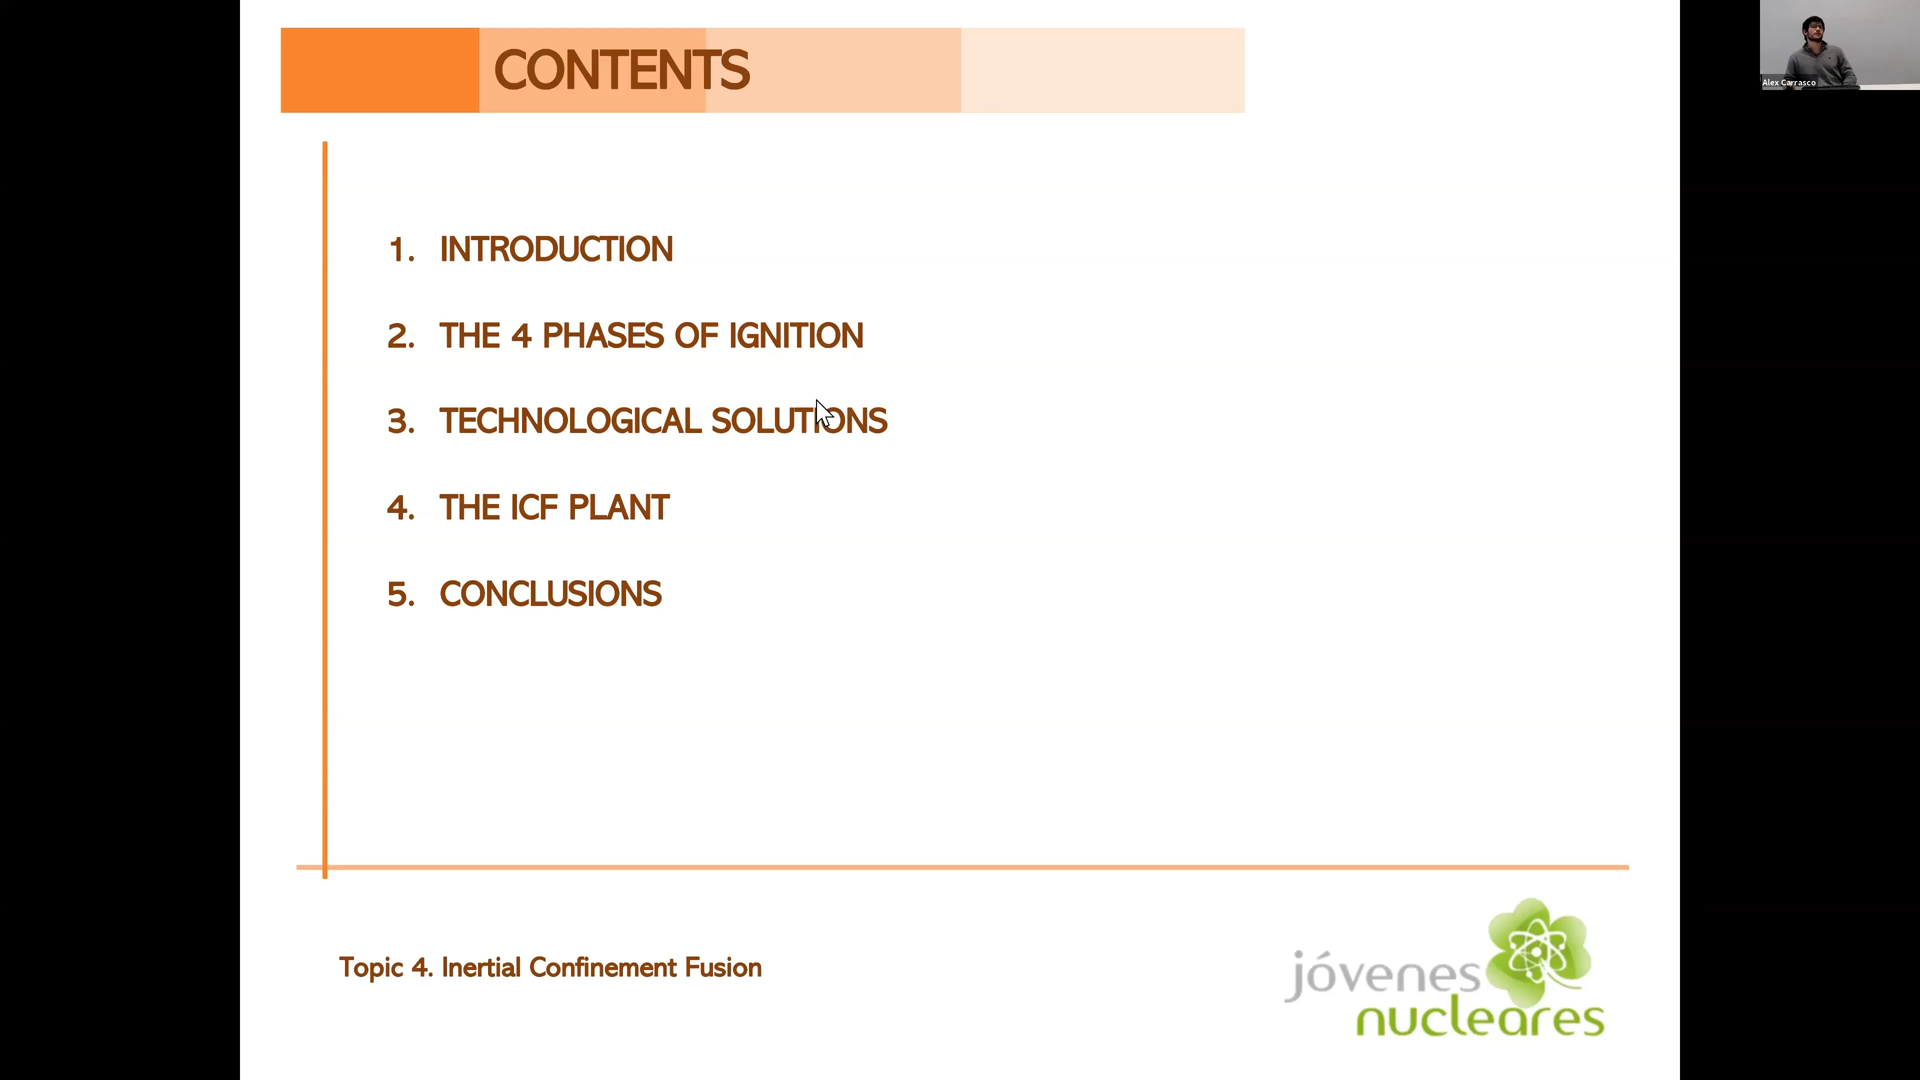 CONTENTS
Alex Carrasco
1. INTRODUCTION
2. THE 4 PHASES OF IGNITION
3. TECHNOLOGICAL SOLUTIONS
4. THE ICF PLANT
5. CONCLUSIONS
Topic 4. Inertial Confinement Fusion
jóvenes
nucleares